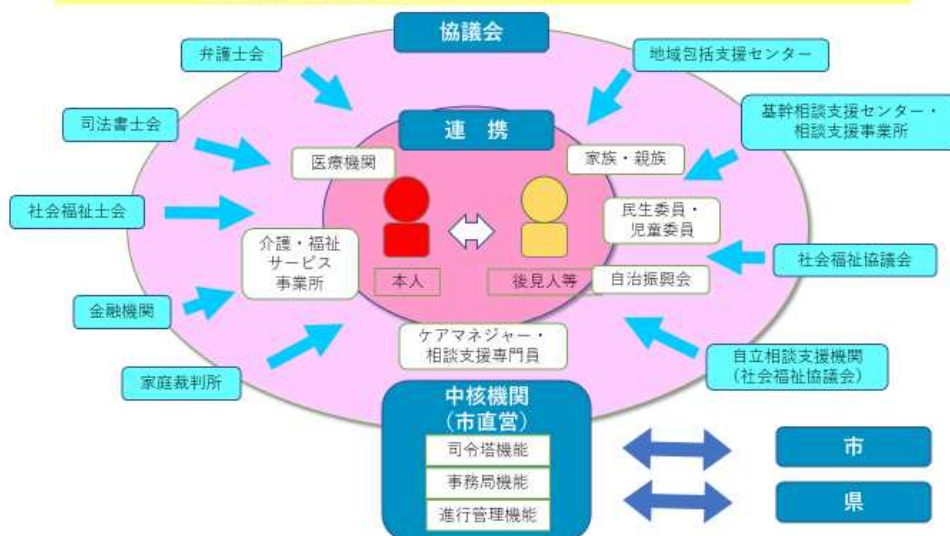 協議会
弁護士会
地域包括支援センター
司法書士会
基幹相談支援センター・
相談支援事業所
連 携
医療機関
家族・親族
社会福祉士会
民生委員・
児童委員
介護・福祉
サービス
事業所
本人
後見人等
自治振興会
社会福祉協議会
金融機関
ケアマネジャー・
相談支援専門員
家庭裁判所
自立相談支援機関
(社会福祉協議会)
中核機関
(市直営)
司令塔機能
事務局機能
進行管理機能
市
県